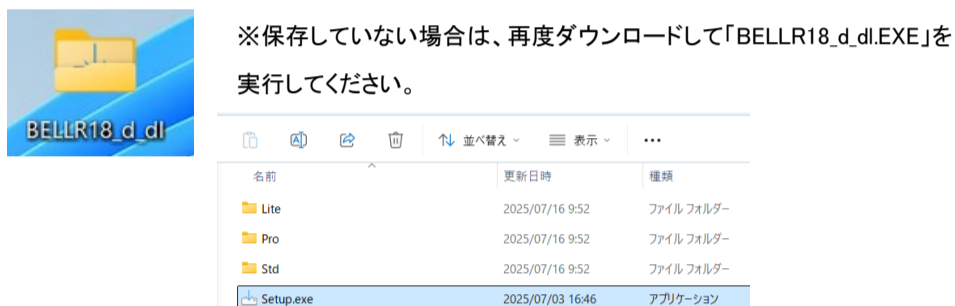 ※保存していない場合は、再度ダウンロードして「BELLR18_d_dl.EXE」を
実行してください。
BELLR18_d_dl
並べ替え 表示 ...
名前 更新日時 種類
Lite 2025/07/16 9:52 ファイル フォルダー
Pro 2025/07/16 9:52 ファイル フォルダー
Std 2025/07/16 9:52 ファイル フォルダー
Setup.exe 2025/07/03 16:46 アプリケーション